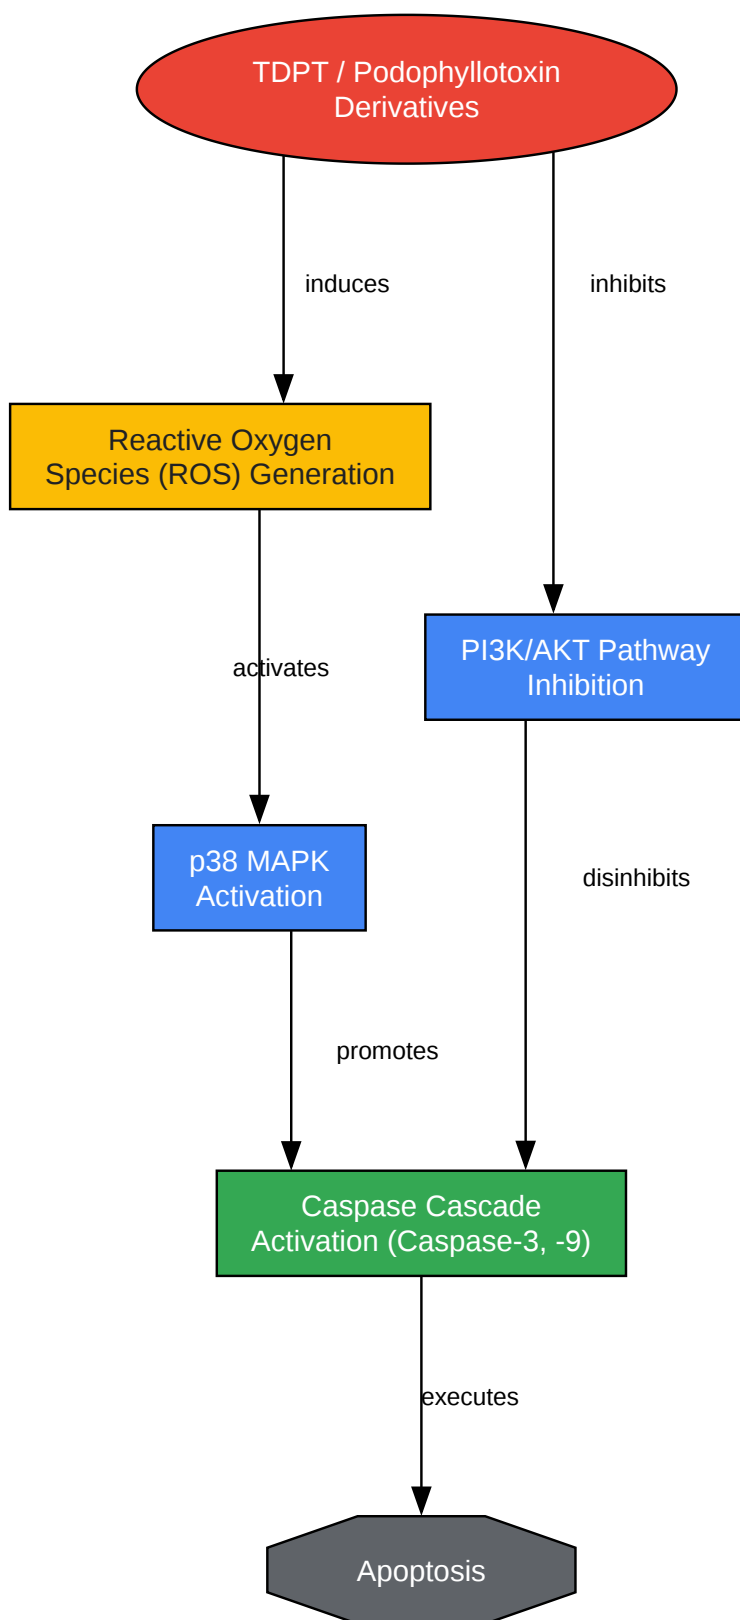 TDPT / Podophyllotoxin
Derivatives
induces
inhibits
Reactive Oxygen
Species (ROS) Generation
PI3K/AKT Pathway
Inhibition
activates
p38 MAPK
Activation
disinhibits
promotes
Caspase Cascade
Activation (Caspase-3, -9)
executes
Apoptosis